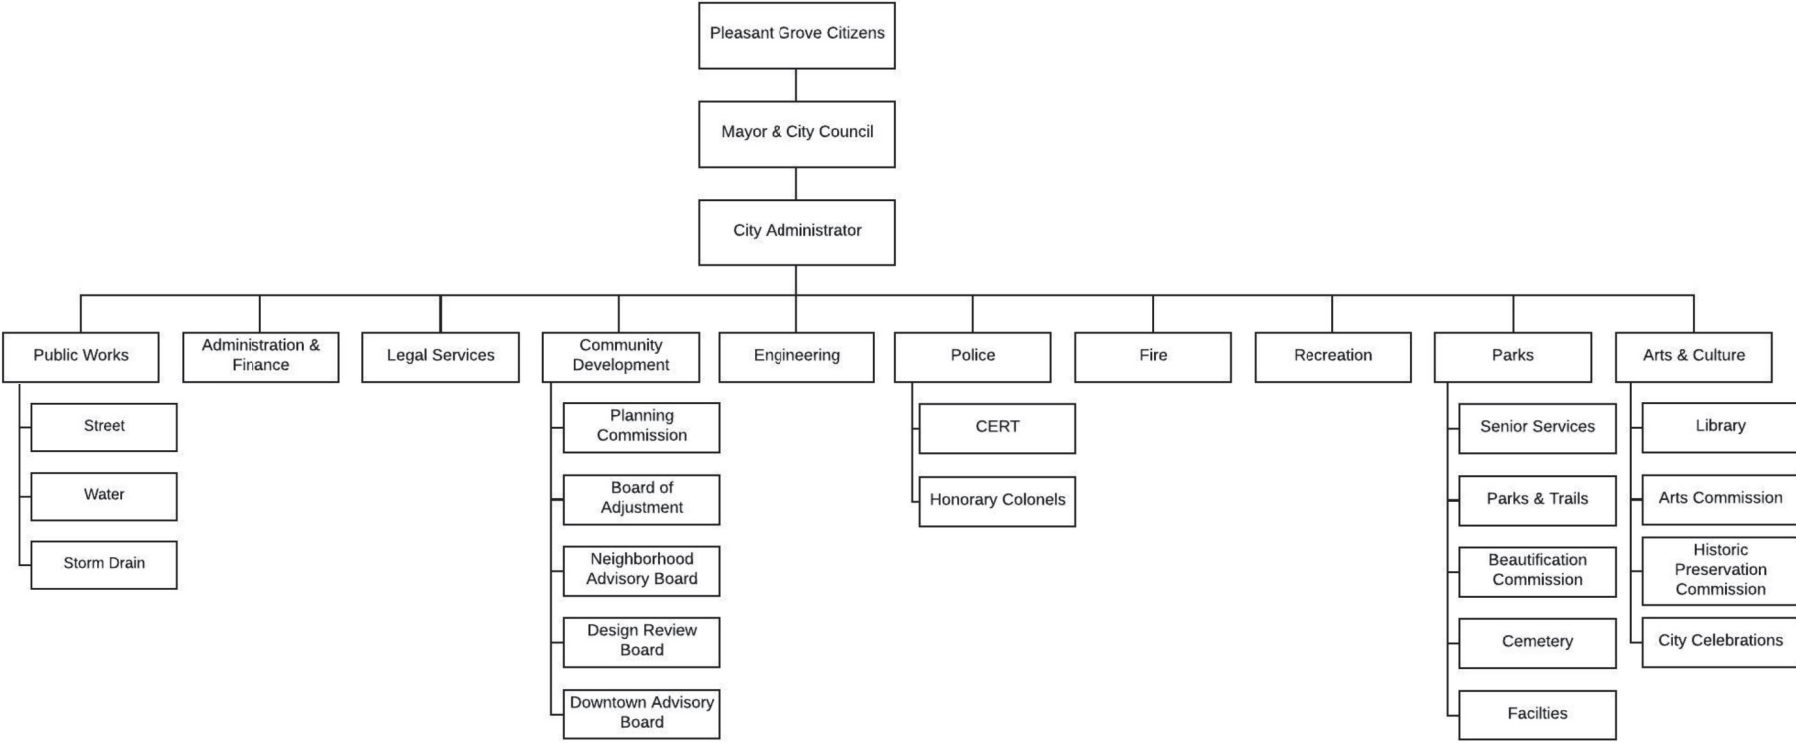 Pleasant Grove Citizens
Mayor & City Council
City Administrator
Public Works
Administration &
Finance
Legal Services
Community
Development
Engineering
Police
Fire
Recreation
Parks
Arts & Culture
Street
Water
Storm Drain
Planning
Commission
Board of
Adjustment
Neighborhood
Advisory Board
Design Review
Board
Downtown Advisory
Board
CERT
Honorary Colonels
Senior Services
Parks & Trails
Beautification
Commission
Cemetery
Facilties
Library
Arts Commission
Historic
Preservation
Commission
City Celebrations